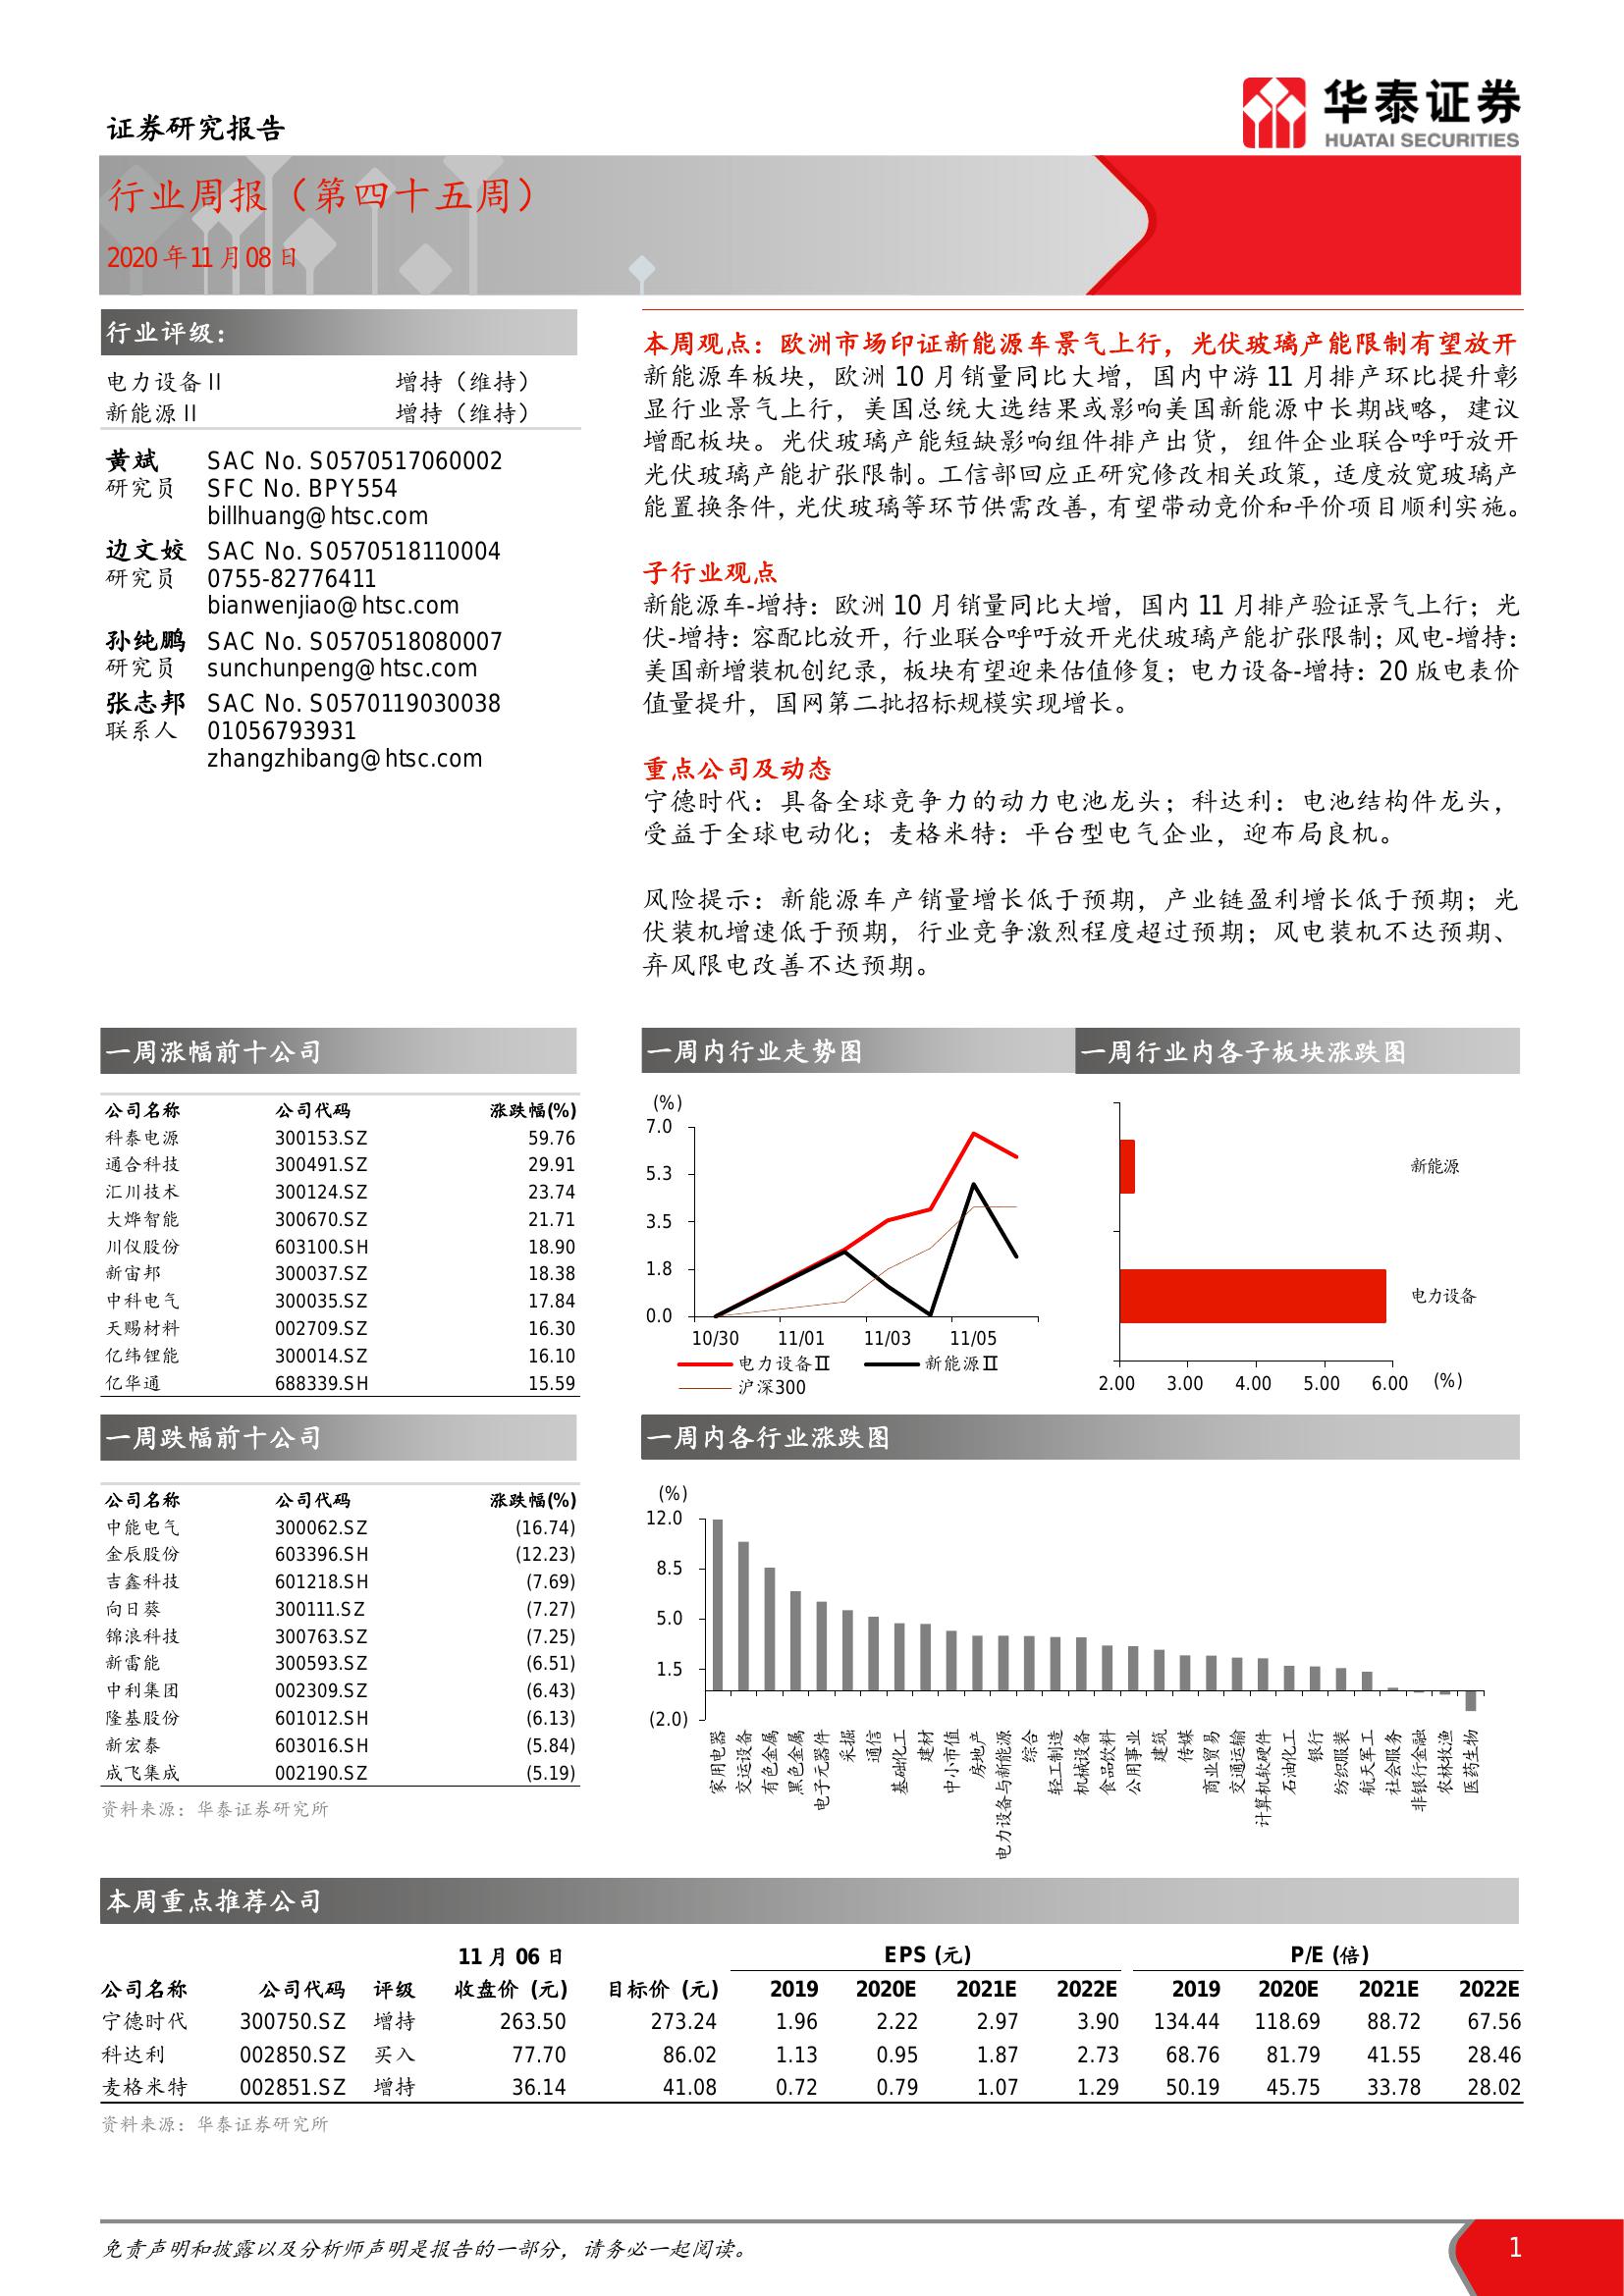 证券研究报告
华泰证券
HUATAI SECURITIES
行业周报（第四十五周）
2020 年 11 月 08 日
行业评级：
电力设备 II 增持（维持）
新能源 II 增持（维持）
黄斌 SAC No. S0570517060002
研究员 SFC No. BPY554
billhuang@htsc.com
边文姣 SAC No. S0570518110004
研究员 0755-82776411
bianwenjiao@htsc.com
孙纯鹏 SAC No. S0570518080007
研究员 sunchunpeng@htsc.com
张志邦 SAC No. S0570119030038
联系人 01056793931
zhangzhibang@htsc.com
本周观点：欧洲市场印证新能源车景气上行，光伏玻璃产能限制有望放开
新能源车板块，欧洲 10 月销量同比大增，国内中游 11 月排产环比提升彰
显行业景气上行，美国总统大选结果或影响美国新能源中长期战略，建议
增配板块。光伏玻璃产能短缺影响组件排产出货，组件企业联合呼吁放开
光伏玻璃产能扩张限制。工信部回应正研究修改相关政策，适度放宽玻璃产
能置换条件，光伏玻璃等环节供需改善，有望带动竞价和平价项目顺利实施。
子行业观点
新能源车-增持：欧洲 10 月销量同比大增，国内 11 月排产验证景气上行；光
伏-增持：容配比放开，行业联合呼吁放开光伏玻璃产能扩张限制；风电-增持：
美国新增装机创纪录，板块有望迎来估值修复；电力设备-增持：20 版电表价
值量提升，国网第二批招标规模实现增长。
重点公司及动态
宁德时代：具备全球竞争力的动力电池龙头；科达利：电池结构件龙头，
受益于全球电动化；麦格米特：平台型电气企业，迎布局良机。
风险提示：新能源车产销量增长低于预期，产业链盈利增长低于预期；光
伏装机增速低于预期，行业竞争激烈程度超过预期；风电装机不达预期、
弃风限电改善不达预期。
一周涨幅前十公司
公司名称 公司代码 涨跌幅(%)
科泰电源 300153.SZ 59.76
通合科技 300491.SZ 29.91
汇川技术 300124.SZ 23.74
大烨智能 300670.SZ 21.71
川仪股份 603100.SH 18.90
新宙邦 300037.SZ 18.38
中科电气 300035.SZ 17.84
天赐材料 002709.SZ 16.30
亿纬锂能 300014.SZ 16.10
亿华通 688339.SH 15.59
一周跌幅前十公司
公司名称 公司代码 涨跌幅(%)
中能电气 300062.SZ (16.74)
金辰股份 603396.SH (12.23)
吉鑫科技 601218.SH (7.69)
向日葵 300111.SZ (7.27)
锦浪科技 300763.SZ (7.25)
新雷能 300593.SZ (6.51)
中利集团 002309.SZ (6.43)
隆基股份 601012.SH (6.13)
新宏泰 603016.SH (5.84)
成飞集成 002190.SZ (5.19)
资料来源：华泰证券研究所
一周内行业走势图
(%)
7.0
5.3
3.5
1.8
0.0
10/30 11/01 11/03 11/05
电力设备II 新能源II
沪深300
一周行业内各子板块涨跌图
新能源
电力设备
2.00 3.00 4.00 5.00 6.00 (%)
一周内各行业涨跌图
(%)
12.0
8.5
5.0
1.5
(2.0)
家用电器
交运设备
有色金属
黑色金属
电子元器件
采掘
通信
基础化工
建材
中小市值
房地产
电力设备与新能源
综合
轻工制造
机械设备
食品饮料
公用事业
建筑
传媒
商业贸易
交通运输
计算机软硬件
石油化工
银行
纺织服装
航天军工
社会服务
非银行金融
农林牧渔
医药生物
本周重点推荐公司
11 月 06 日 EPS (元) P/E (倍)
公司名称 公司代码 评级 收盘价 (元) 目标价 (元) 2019 2020E 2021E 2022E 2019 2020E 2021E 2022E
宁德时代 300750.SZ 增持 263.50 273.24 1.96 2.22 2.97 3.90 134.44 118.69 88.72 67.56
科达利 002850.SZ 买入 77.70 86.02 1.13 0.95 1.87 2.73 68.76 81.79 41.55 28.46
麦格米特 002851.SZ 增持 36.14 41.08 0.72 0.79 1.07 1.29 50.19 45.75 33.78 28.02
资料来源：华泰证券研究所
免责声明和披露以及分析师声明是报告的一部分，请务必一起阅读。 1